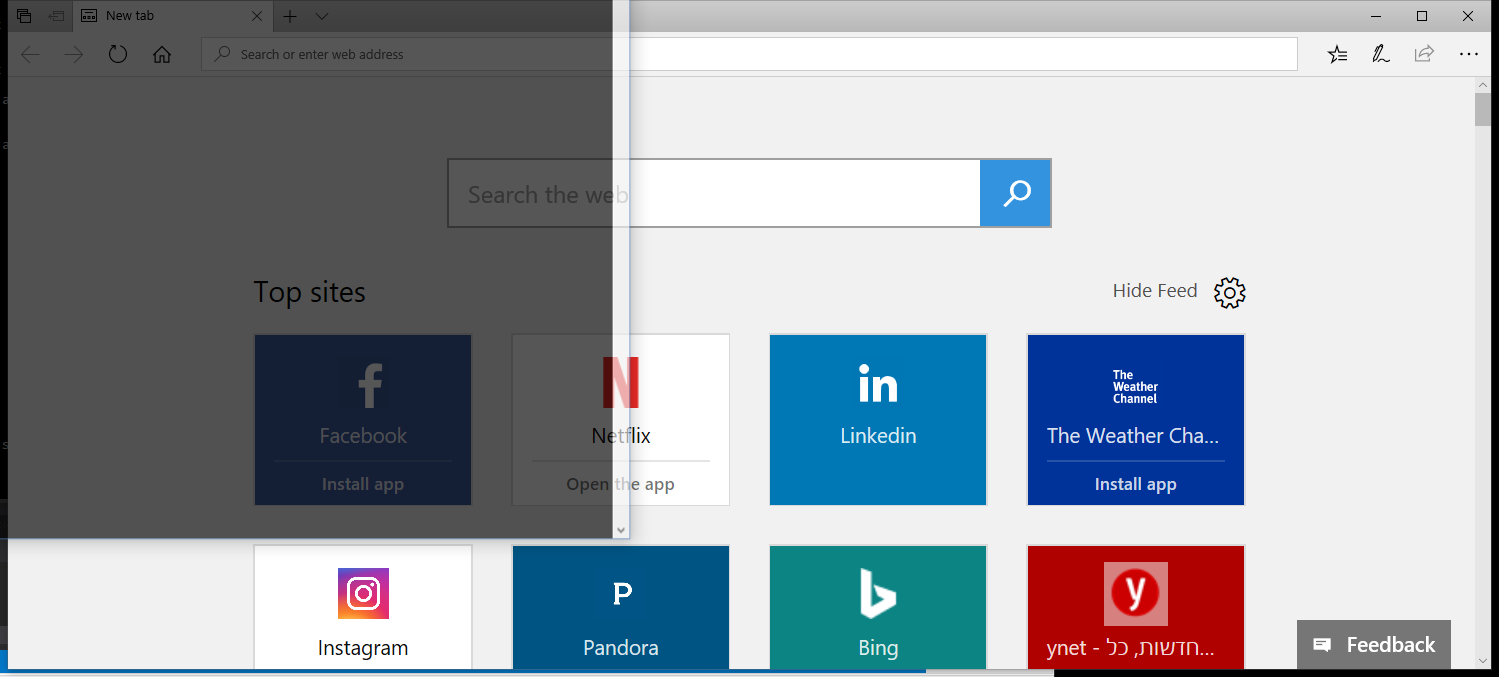 New tab
Search or enter web address
Search the web
Top sites
Hide Feed
f
Facebook
Install app
N
Netflix
Open the app
in
Linkedin
The
Weather
Channel
The Weather Cha...
Install app
Instagram
P
Pandora
Bing
y
ynet - חדשות, כל...
Feedback